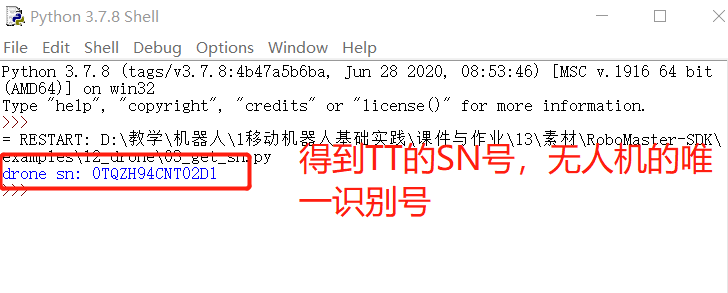 Python 3.7.8 Shell
File Edit Shell Debug Options Window Help
Python 3.7.8 (tags/v3.7.8:4b47a5b6ba, Jun 28 2020, 08:53:46) [MSC v.1916 64 bit
(AMD64)] on win32
Type "help", "copyright", "credits" or "license()" for more information.
>>>
= RESTART: D:\教学\机器人\1移动机器人基础实践\课件与作业\13\素材\RoboMaster-SDK\
examples\12_drone\03_get_sn.py
drone sn: 0TQZH94CNT02D1
>>>
得到TT的SN号，无人机的唯
一识别号